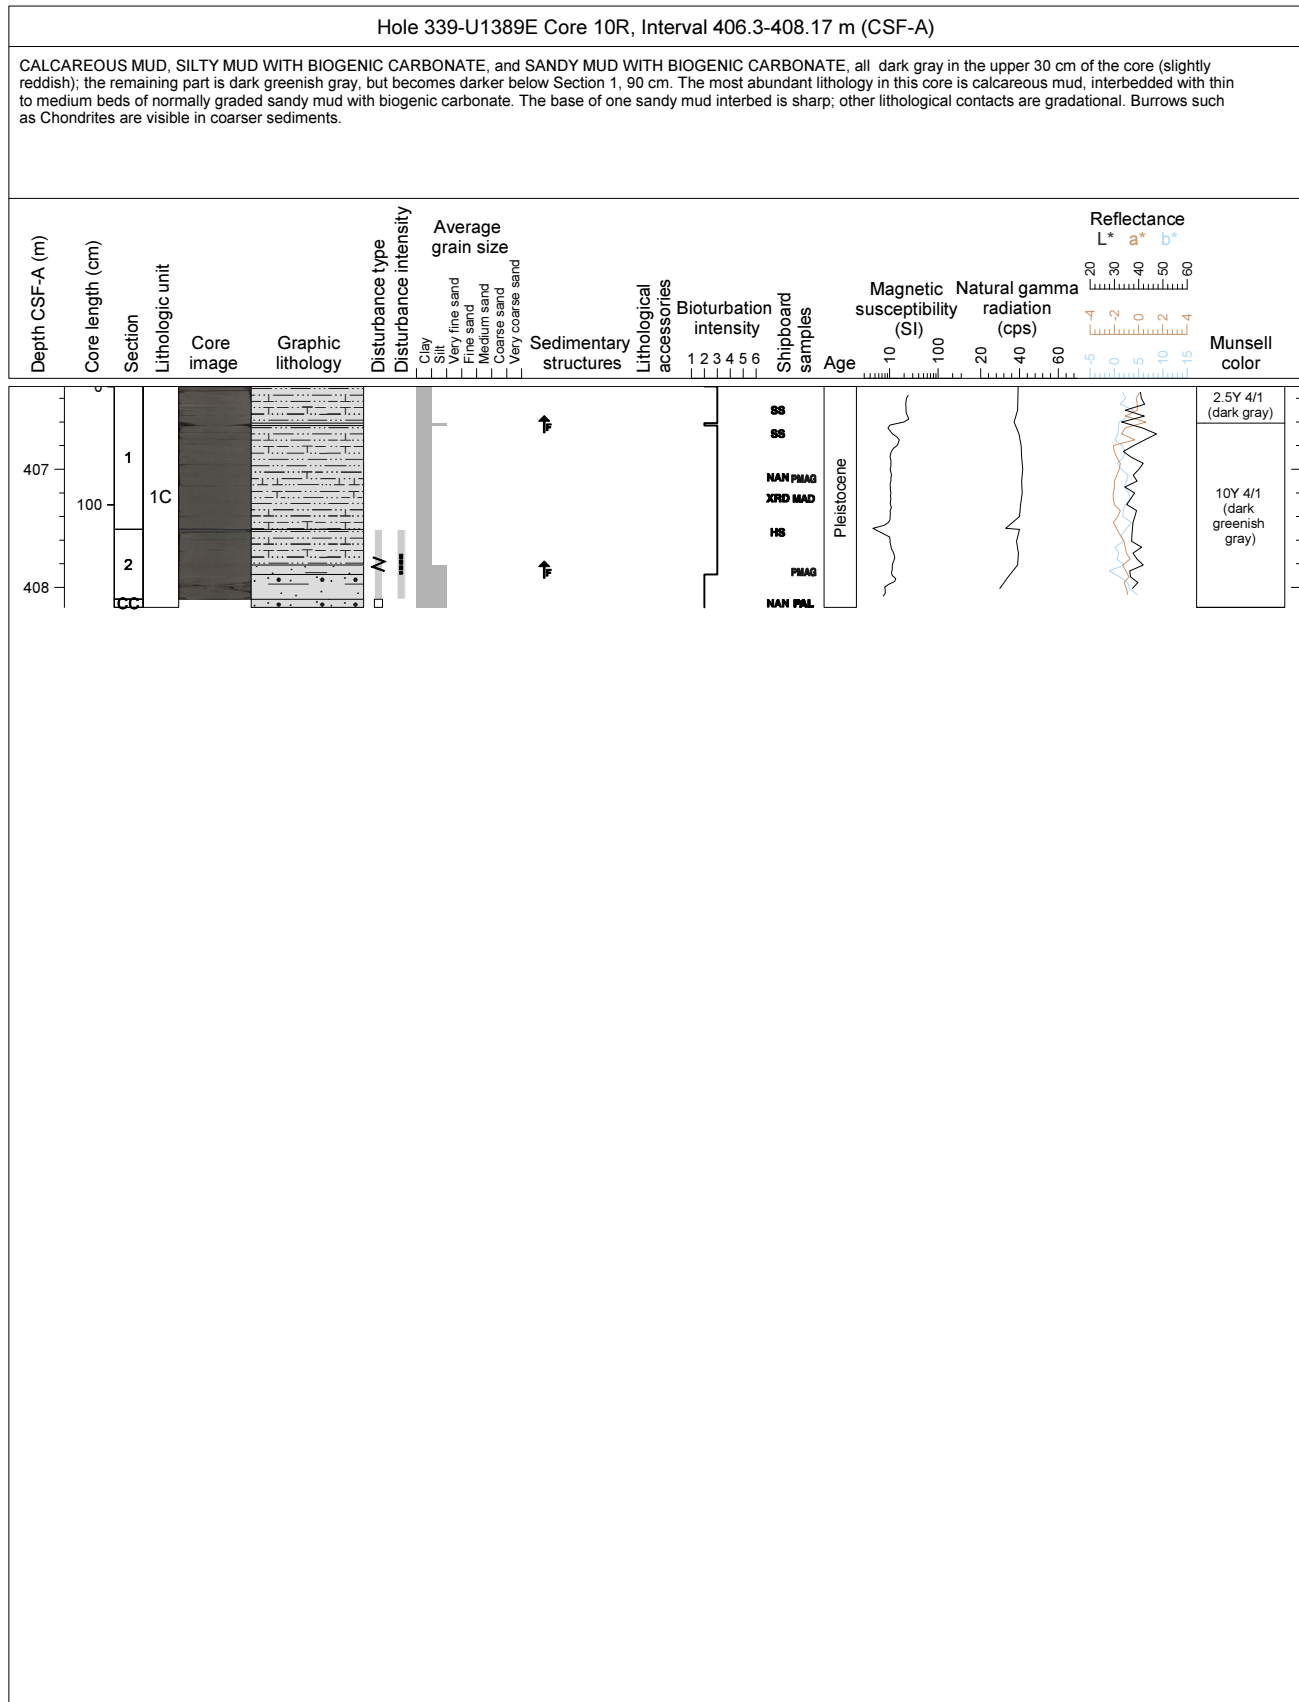 Hole 339-U1389E Core 10R, Interval 406.3-408.17 m (CSF-A)
CALCAREOUS MUD, SILTY MUD WITH BIOGENIC CARBONATE, and SANDY MUD WITH BIOGENIC CARBONATE, all dark gray in the upper 30 cm of the core (slightly
reddish); the remaining part is dark greenish gray, but becomes darker below Section 1, 90 cm. The most abundant lithology in this core is calcareous mud, interbedded with thin
to medium beds of normally graded sandy mud with biogenic carbonate. The base of one sandy mud interbed is sharp; other lithological contacts are gradational. Burrows such
as Chondrites are visible in coarser sediments.
Depth CSF-A (m)
Core length (cm)
Section
Lithologic unit
Core
image
Graphic
lithology
Disturbance type
Disturbance intensity
Average
grain size
Clay
Silt
Very fine sand
Fine sand
Medium sand
Coarse sand
Very coarse sand
Sedimentary
structures
Lithological
accessories
Bioturbation
intensity
1 2 3 4 5 6
Shipboard
samples
Age
Magnetic
susceptibility
(SI)
10 100
Natural gamma
radiation
(cps)
20 40 60
Reflectance
L* a* b*
20 30 40 50 60
-4 -2 0 2 4
-5 0 5 10 15
Munsell
color
0
407
100
408
1
2
CC
1C
F
F
SS
SS
NAN PMAG
XRD MAD
HS
PMAG
NAN PAL
Pleistocene
2.5Y 4/1
(dark gray)
10Y 4/1
(dark
greenish
gray)